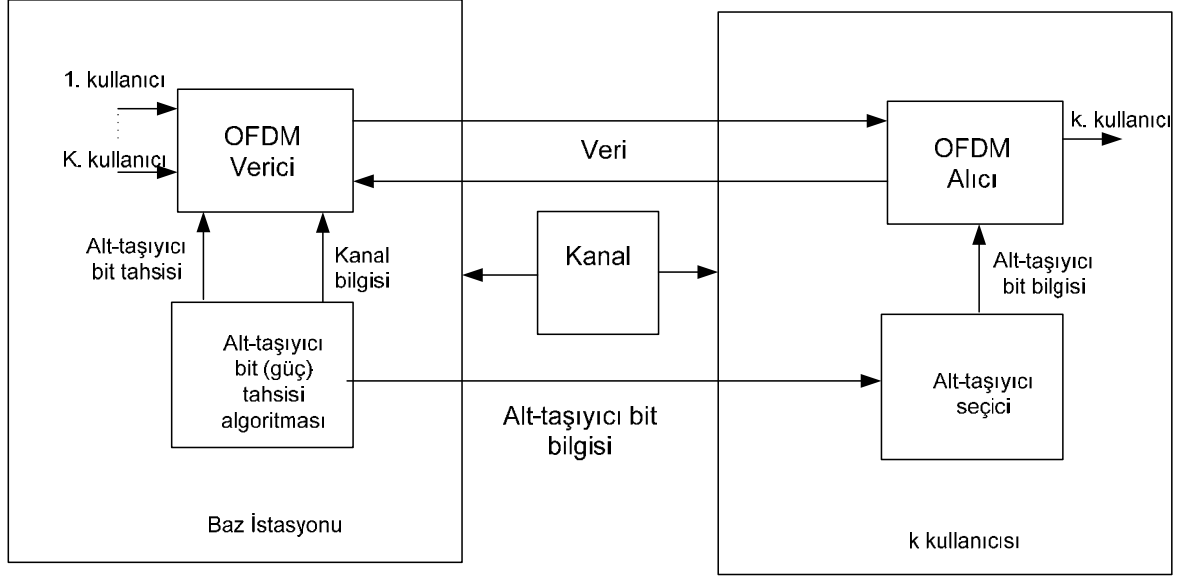 1. kullanıcı
K. kullanıcı
OFDM
Verici
Veri
OFDM
Alıcı
k. kullanıcı
Alt-taşıyıcı
bit tahsisi
Kanal
bilgisi
Kanal
Alt-taşıyıcı
bit bilgisi
Alt-taşıyıcı
bit (güç)
tahsisi
algoritması
Alt-taşıyıcı bit
bilgisi
Alt-taşıyıcı
seçici
Baz İstasyonu
k kullanıcısı